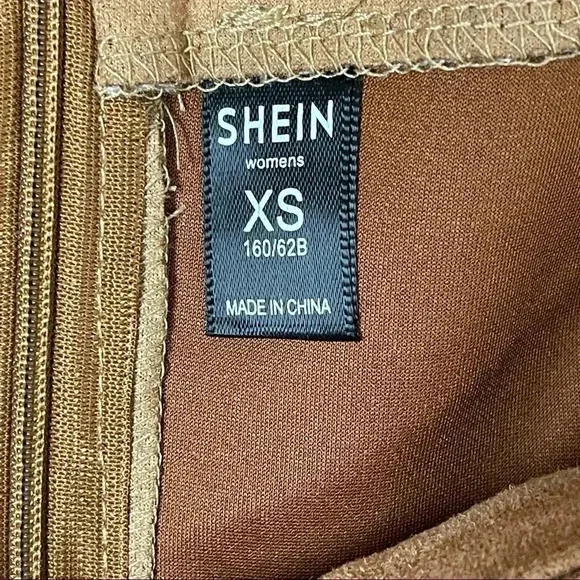 SHEIN
womens
XS
160/62B
MADE IN CHINA